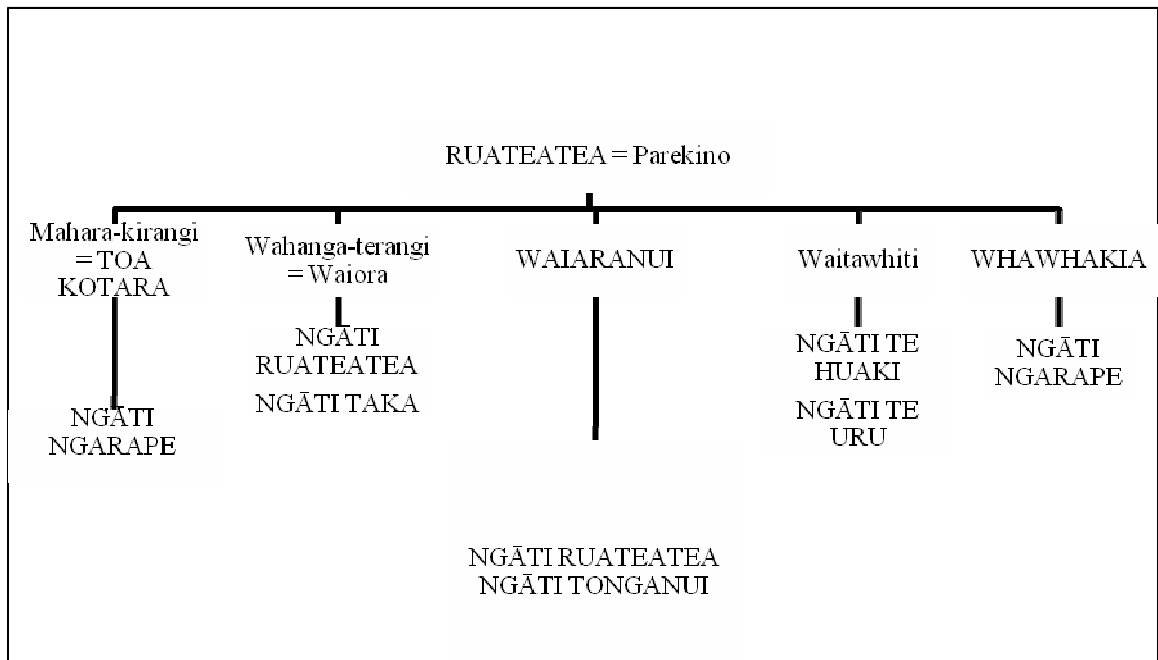 RUATEATEA = Parekino
Mahara-kirangi
= TOA
KOTARA
NGĀTI
NGARAPE
Wahanga-terangi
= Waiora
NGĀTI
RUATEATEA
NGĀTI TAKA
WAIARANUI
NGĀTI RUATEATEA
NGĀTI TONGANUI
Waitawhiti
NGĀTI TE
HUAKI
NGĀTI TE
URU
WHAWHAKIA
NGĀTI
NGARAPE